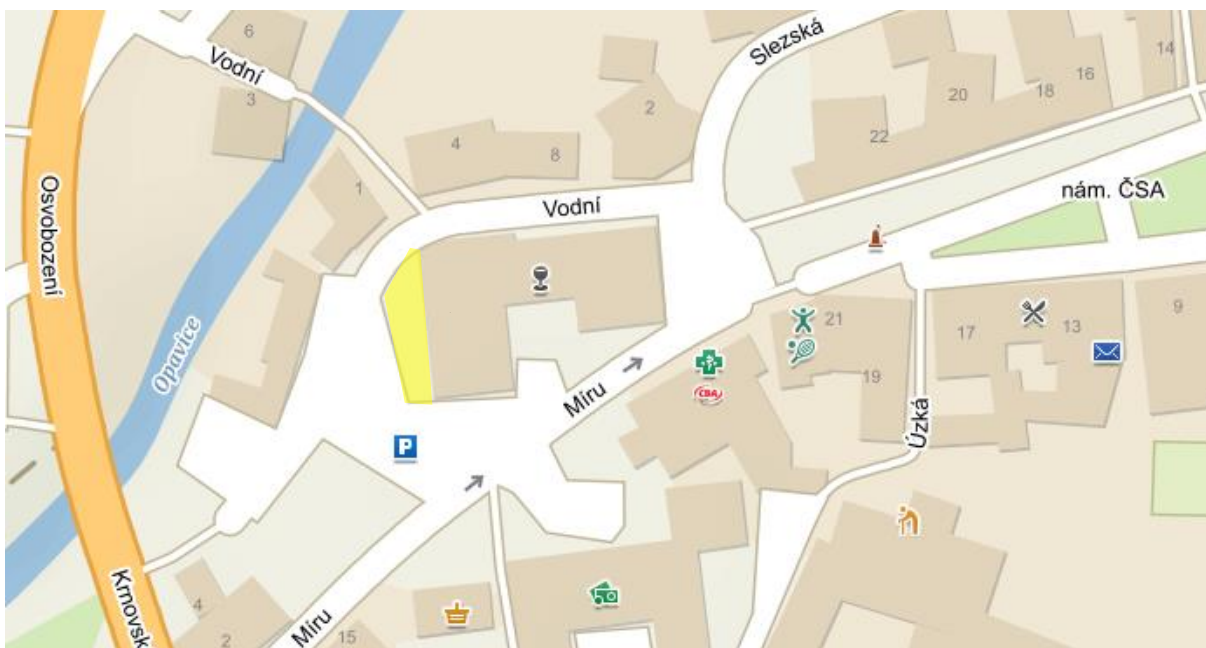 6
Slezská
14
Vodní
16
3
2
20
18
4
22
8
1
Osvobození
Vodní
nám. ČSA
Opavice
21
17
13
9
CBA
Míru
19
Úzká
P
Krnovsk
4
2
Míru
15